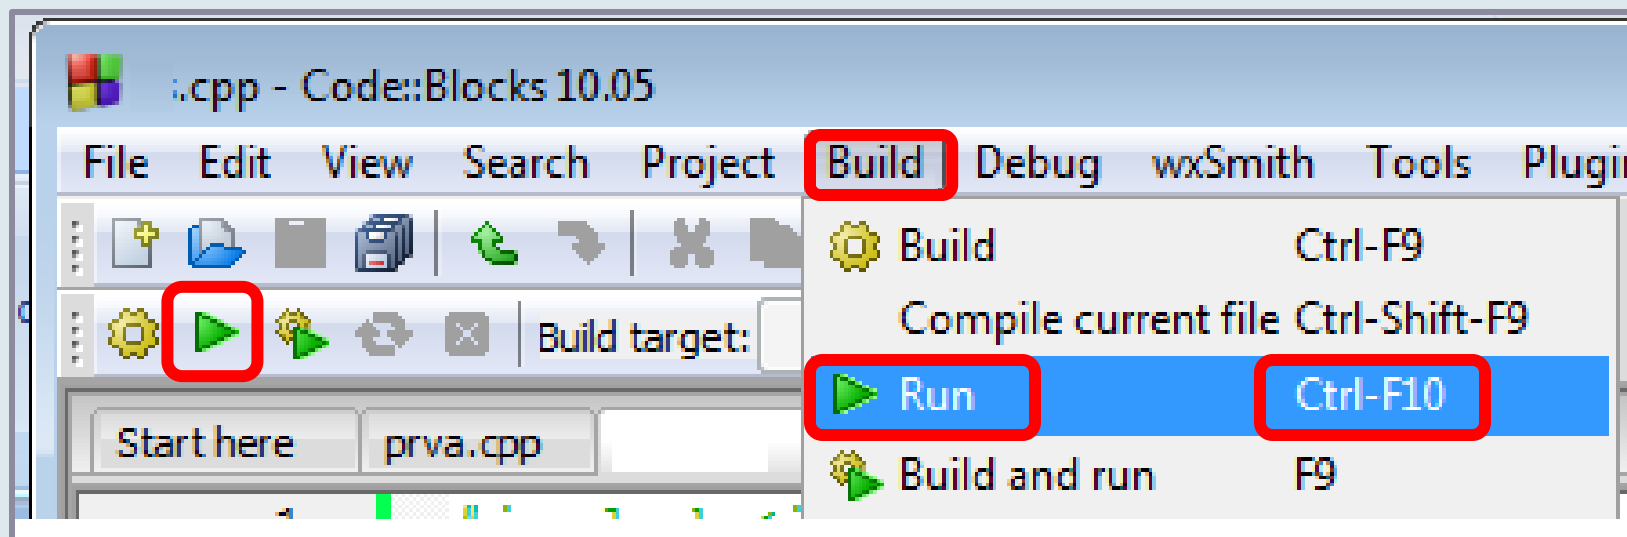 .cpp - Code::Blocks 10.05
File Edit View Search Project Build Debug wxSmith Tools
Build Ctrl-F9
Compile current file Ctrl-Shift-F9
Build target:
Run Ctrl-F10
Start here prva.cpp
Build and run F9
1